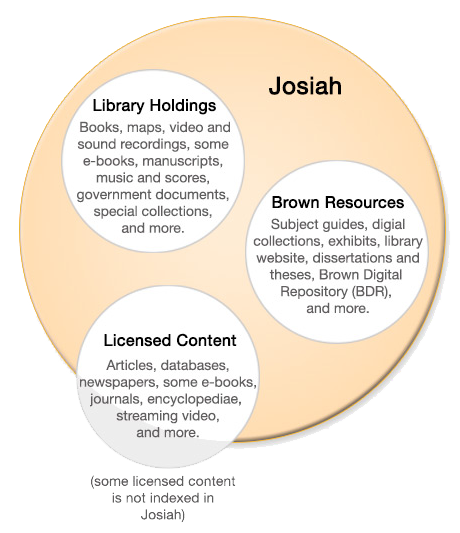 Josiah
Library Holdings
Books, maps, video and
sound recordings, some
e-books, manuscripts,
music and scores,
government documents,
special collections,
and more.
Brown Resources
Subject guides, digial
collections, exhibits, library
website, dissertations and
theses, Brown Digital
Repository (BDR),
and more.
Licensed Content
Articles, databases,
newspapers, some e-books,
journals, encyclopediae,
streaming video,
and more.
(some licensed content
is not indexed in
Josiah)